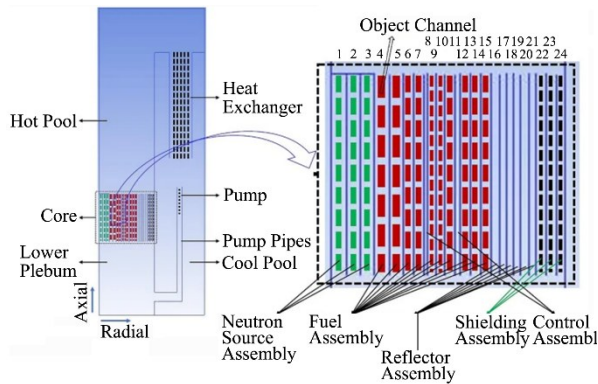 Hot Pool
Core
Lower
Plebum
Axial
Radial
Heat
Exchanger
Pump
Pump Pipes
Cool Pool
Object Channel
8 10 11 13 15 17 19 21 23
1 2 3 4 5 6 7 9 12 14 16 18 20 22 24
Neutron
Source
Assembly
Fuel
Assembly
Reflector
Assembly
Shielding
Assembly
Control
Assembl